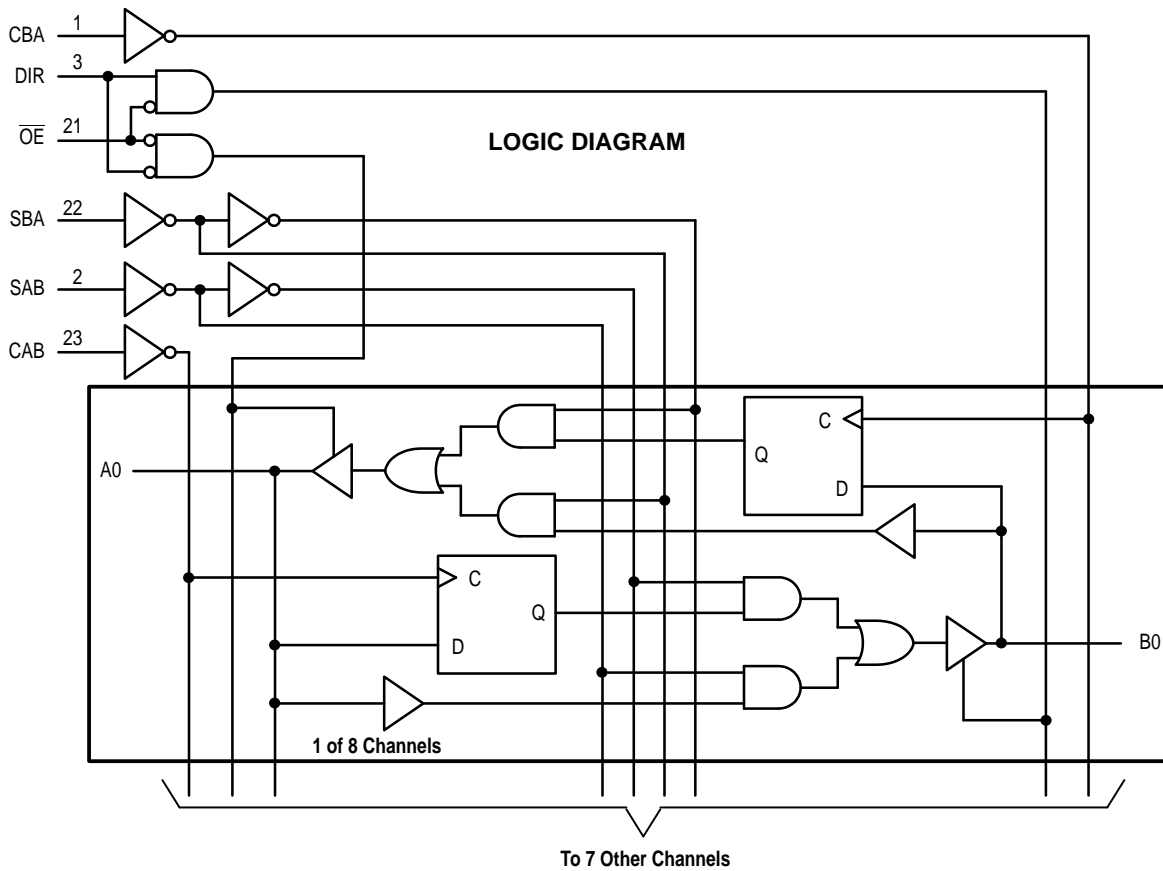 CBA 1
DIR 3
OE 21
LOGIC DIAGRAM
SBA 22
SAB 2
CAB 23
C
Q
A0
D
C
Q
D
B0
1 of 8 Channels
To 7 Other Channels